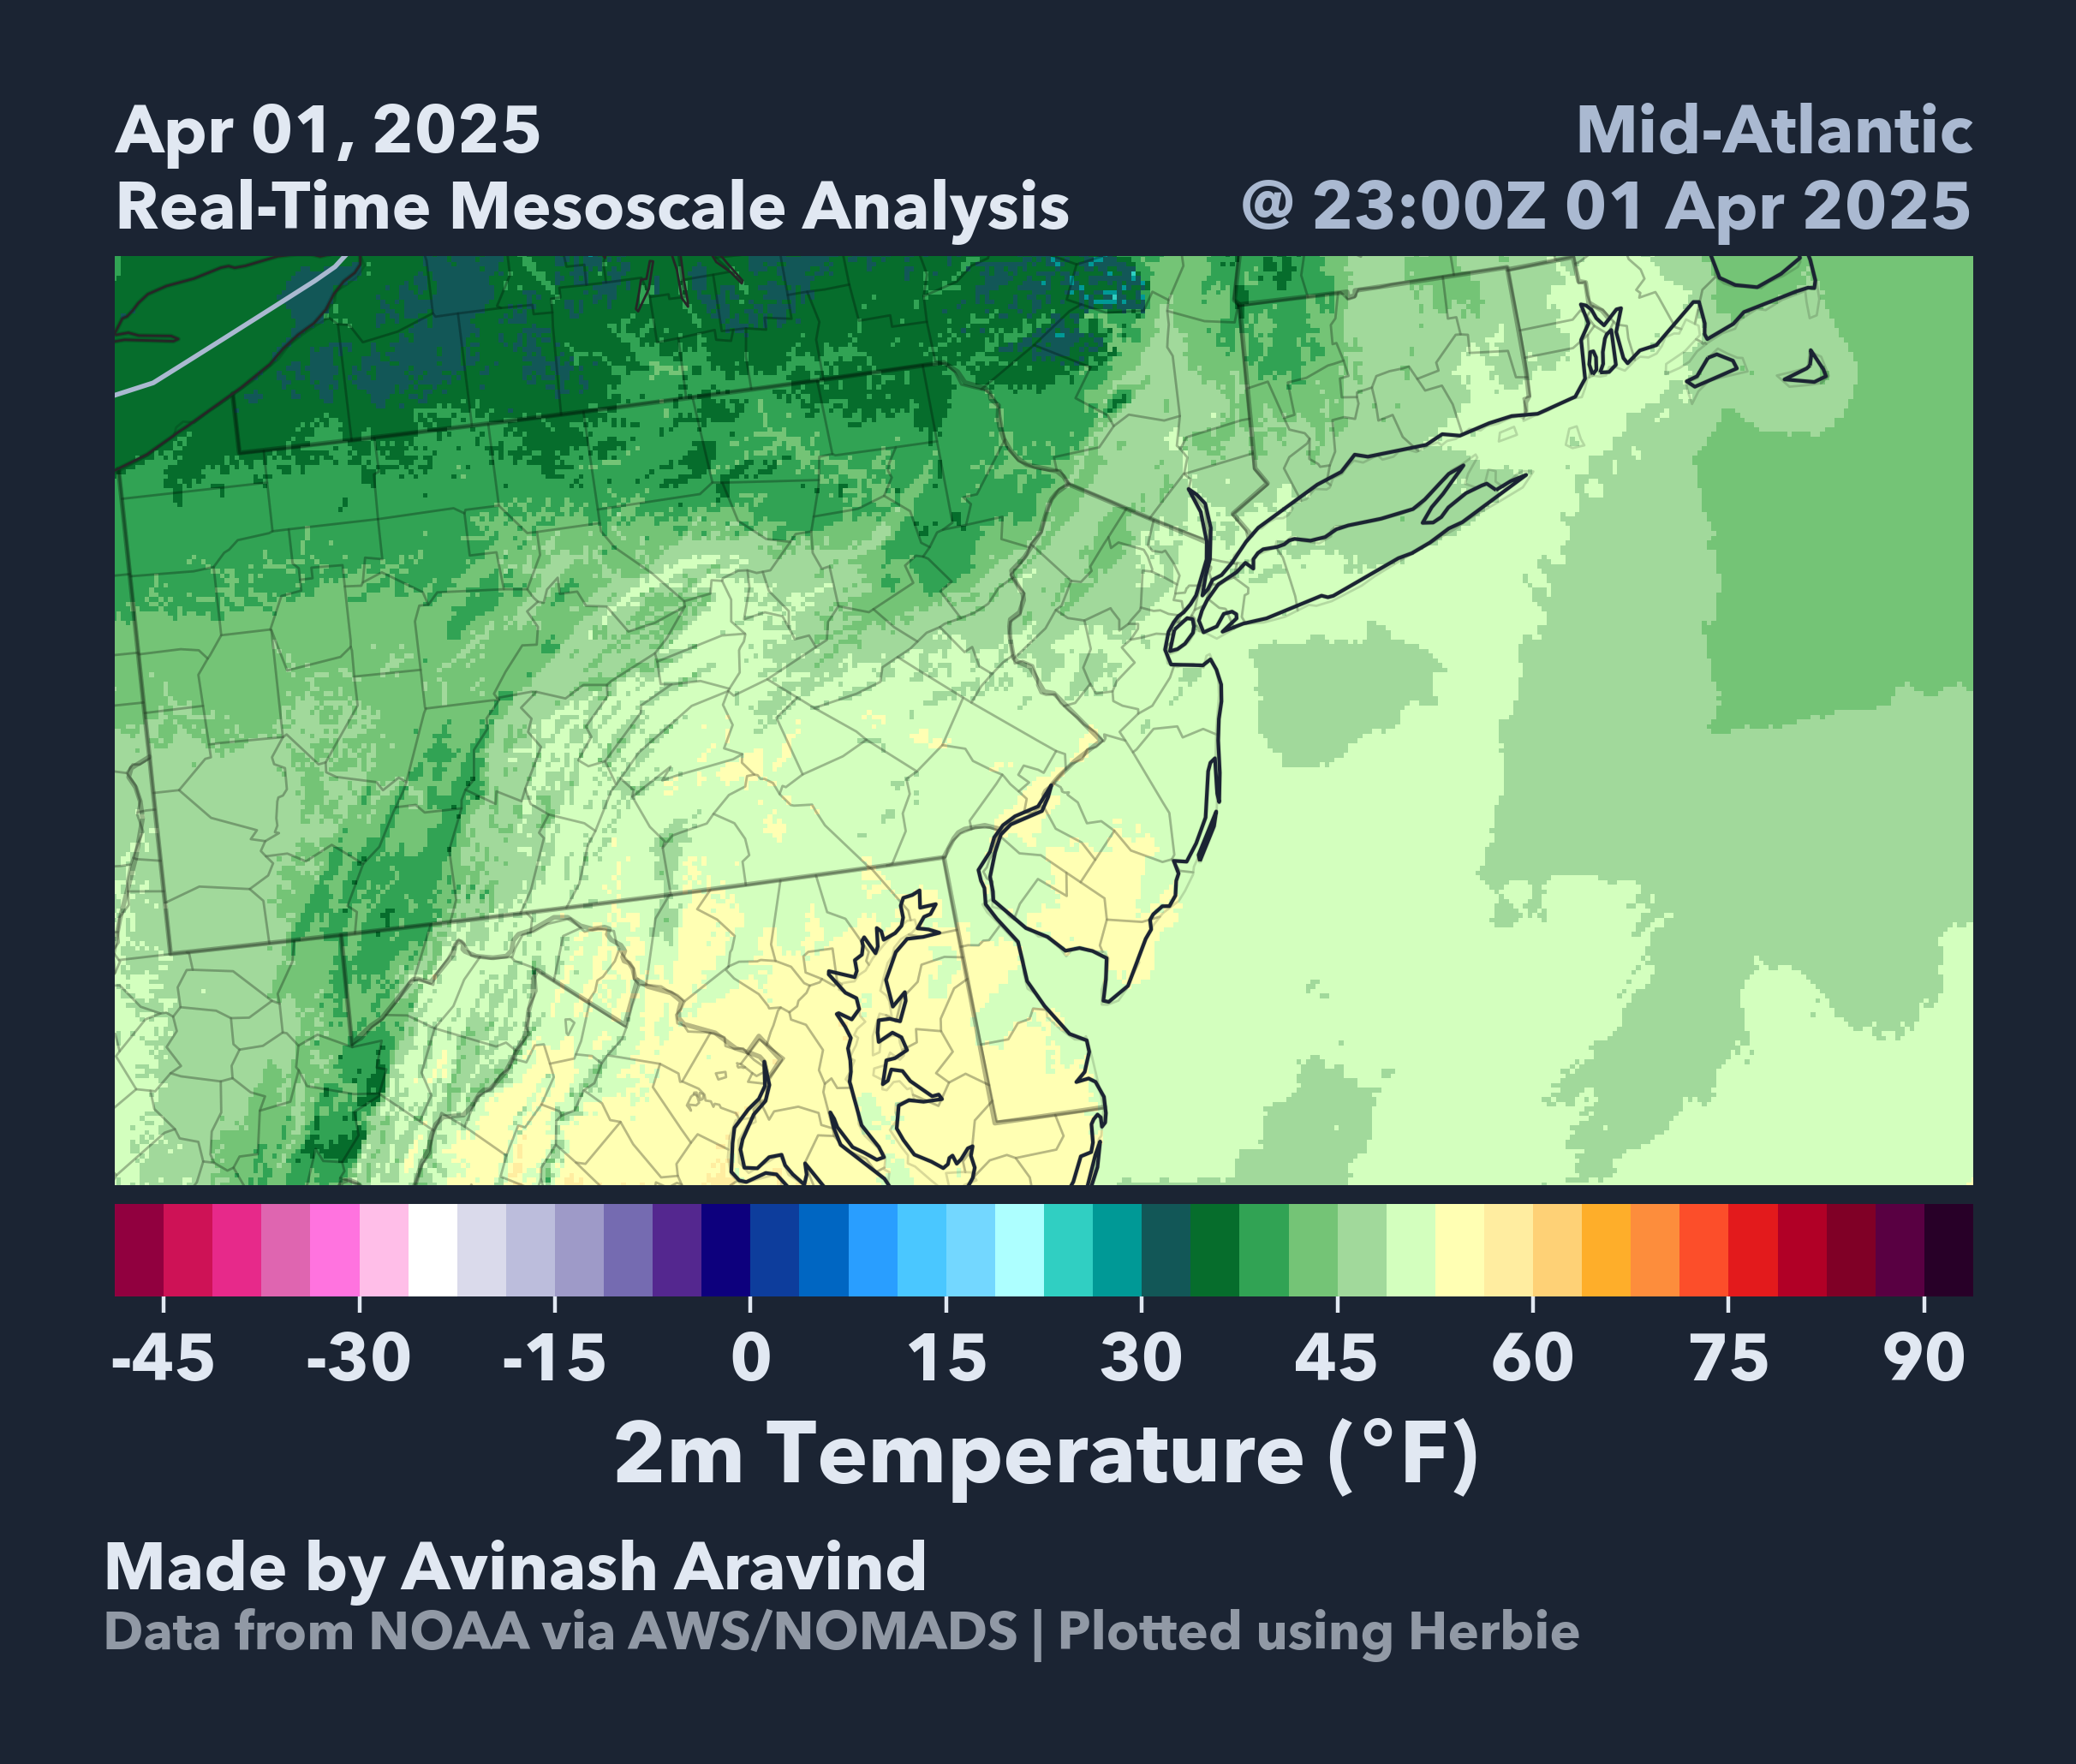 Apr 01, 2025
Mid-Atlantic
Real-Time Mesoscale Analysis
@ 23:00Z 01 Apr 2025
-45 -30 -15 0 15 30 45 60 75 90
2m Temperature (°F)
Made by Avinash Aravind
Data from NOAA via AWS/NOMADS | Plotted using Herbie